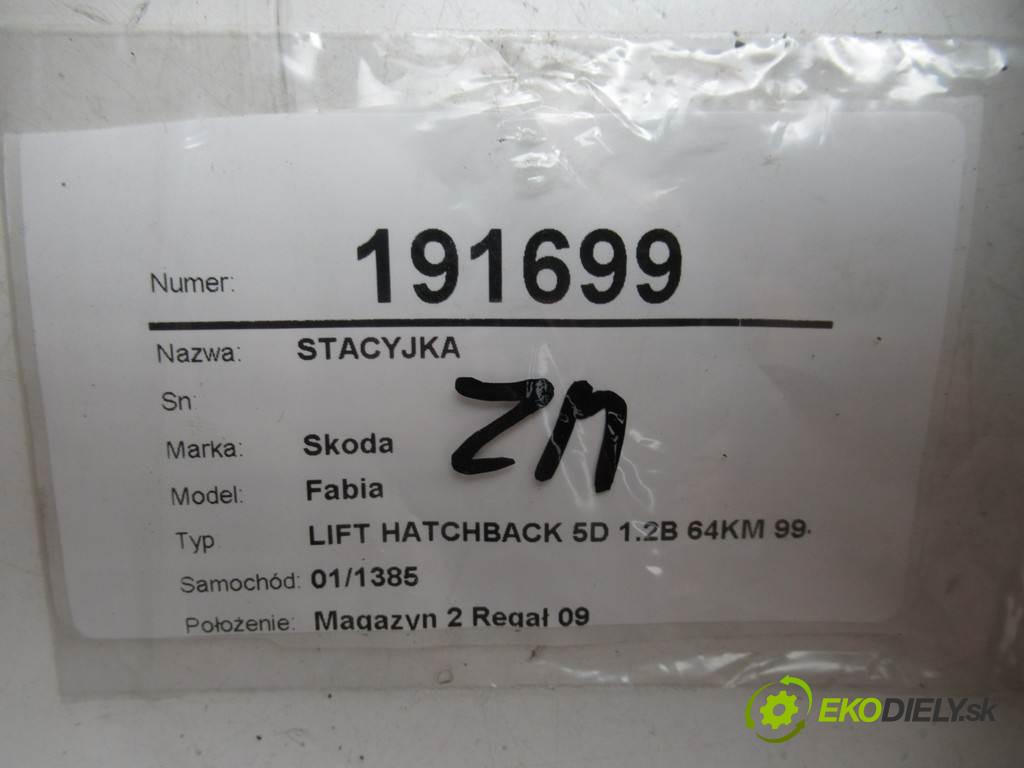 Numer: 191699
Nazwa: STACYJKA
Sn:
ZM
Marka: Skoda
Model: Fabia
Typ LIFT HATCHBACK 5D 1.2B 64KM 99-
Samochód: 01/1385
Położenie: Magazyn 2 Regał 09
EKODIELY.sk